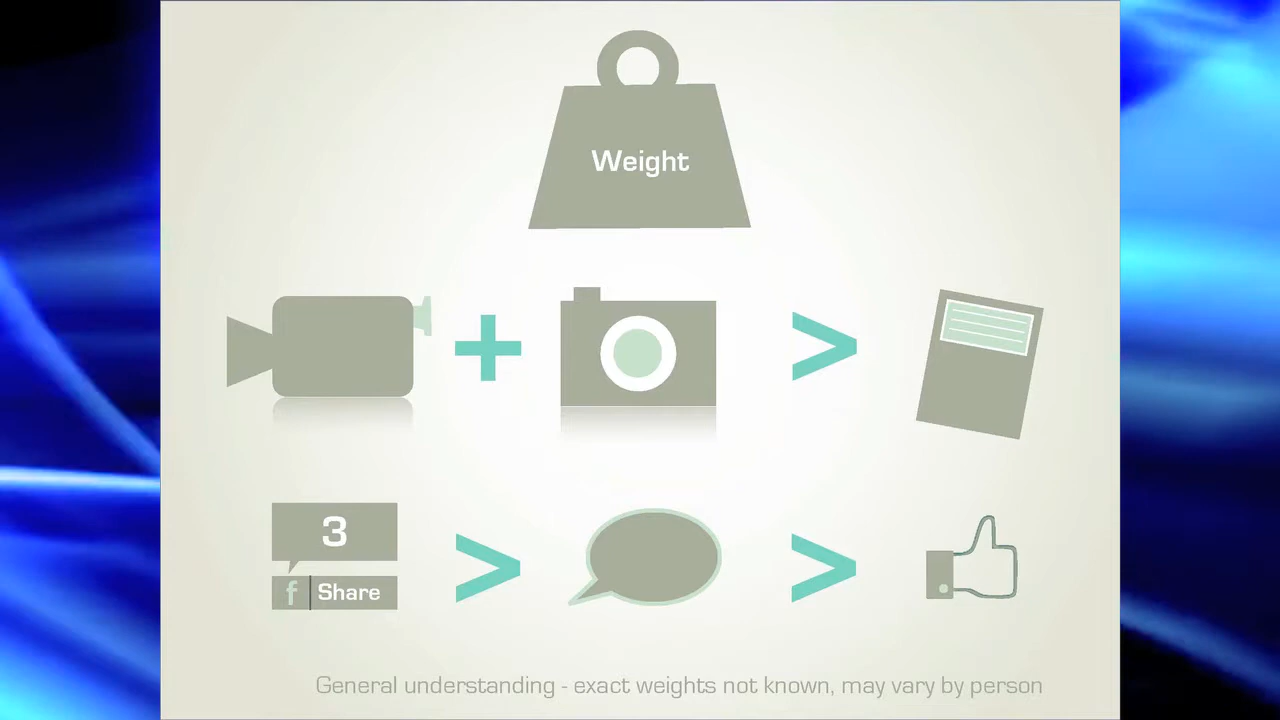 Weight
+
>
3
f Share
>
>
General understanding - exact weights not known, may vary by person